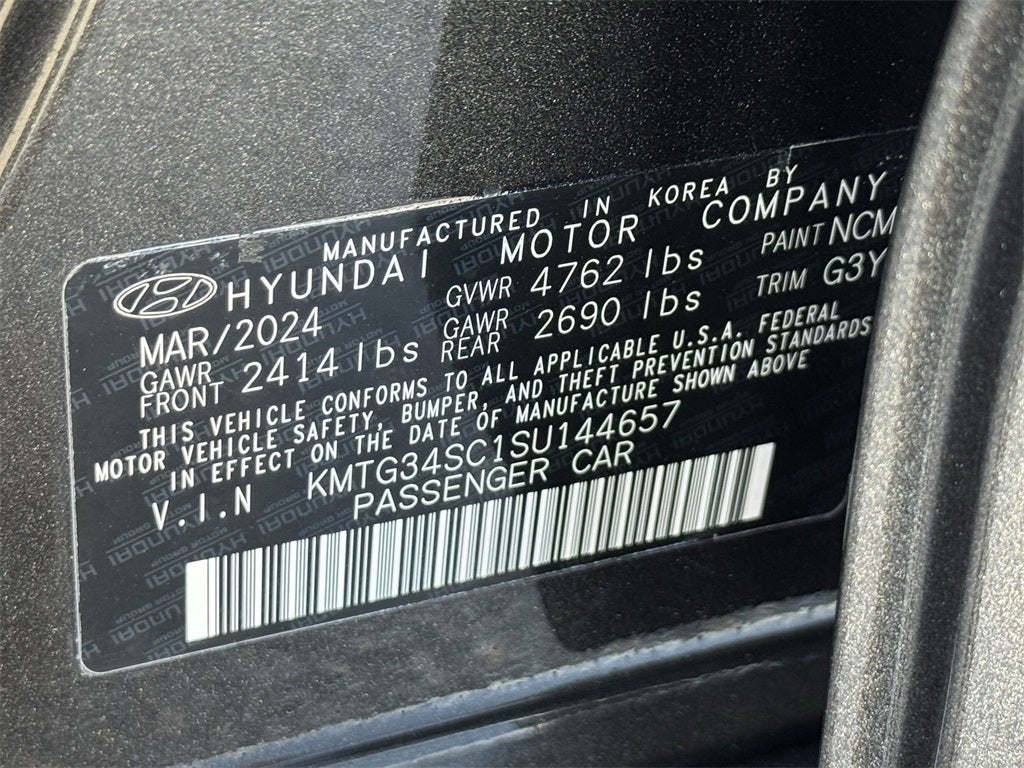 MANUFACTURED IN KOREA BY
HYUNDAI MOTOR COMPANY
MAR/2024 GVWR 4762 lbs PAINT NCM
GAWR FRONT 2414 lbs GAWR REAR 2690 lbs TRIM G3Y
THIS VEHICLE CONFORMS TO ALL APPLICABLE U.S.A. FEDERAL
MOTOR VEHICLE SAFETY, BUMPER, AND THEFT PREVENTION STANDARDS
IN EFFECT ON THE DATE OF MANUFACTURE SHOWN ABOVE
V.I.N KMTG34SC1SU144657
PASSENGER CAR